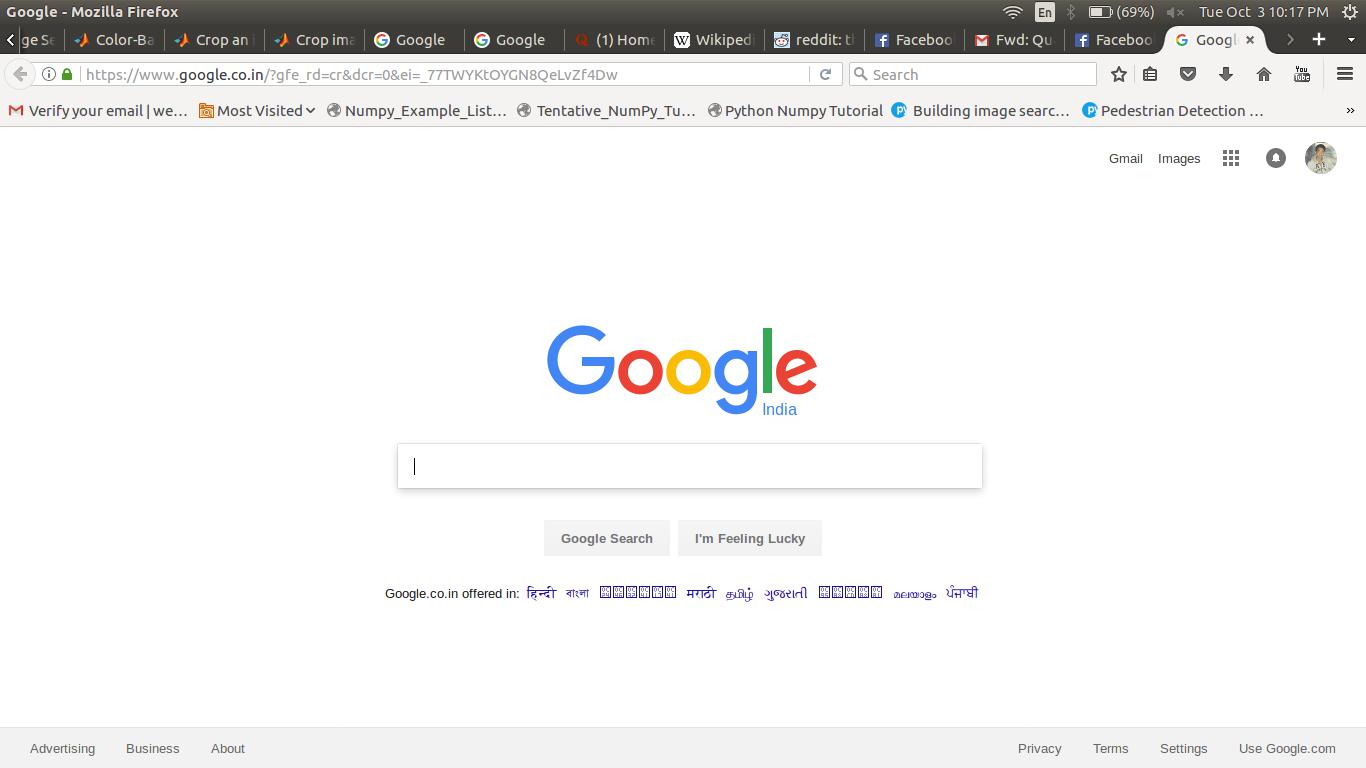 Google - Mozilla Firefox
En
(69%)
Tue Oct 3 10:17 PM
ge Se
Color-Ba
Crop an i
Crop ima
Google
Google
(1) Home
Wikiped
reddit: t
Faceboo
Fwd: Qu
Faceboo
Googl
https://www.google.co.in/?gfe_rd=cr&dcr=0&ei=_77TWYKtOYGN8QeLvZf4Dw
Search
You Tube
Verify your email | we...
Most Visited
Numpy_Example_List...
Tentative_NumPy_Tu...
Python Numpy Tutorial
Building image searc...
Pedestrian Detection ...
Gmail Images
Google
India
Google Search
I'm Feeling Lucky
Google.co.in offered in: हिन्दी বাংলা मराठी தமிழ் ગુજરાતી മലയാളം ਪੰਜਾਬੀ
Advertising Business About
Privacy Terms Settings Use Google.com